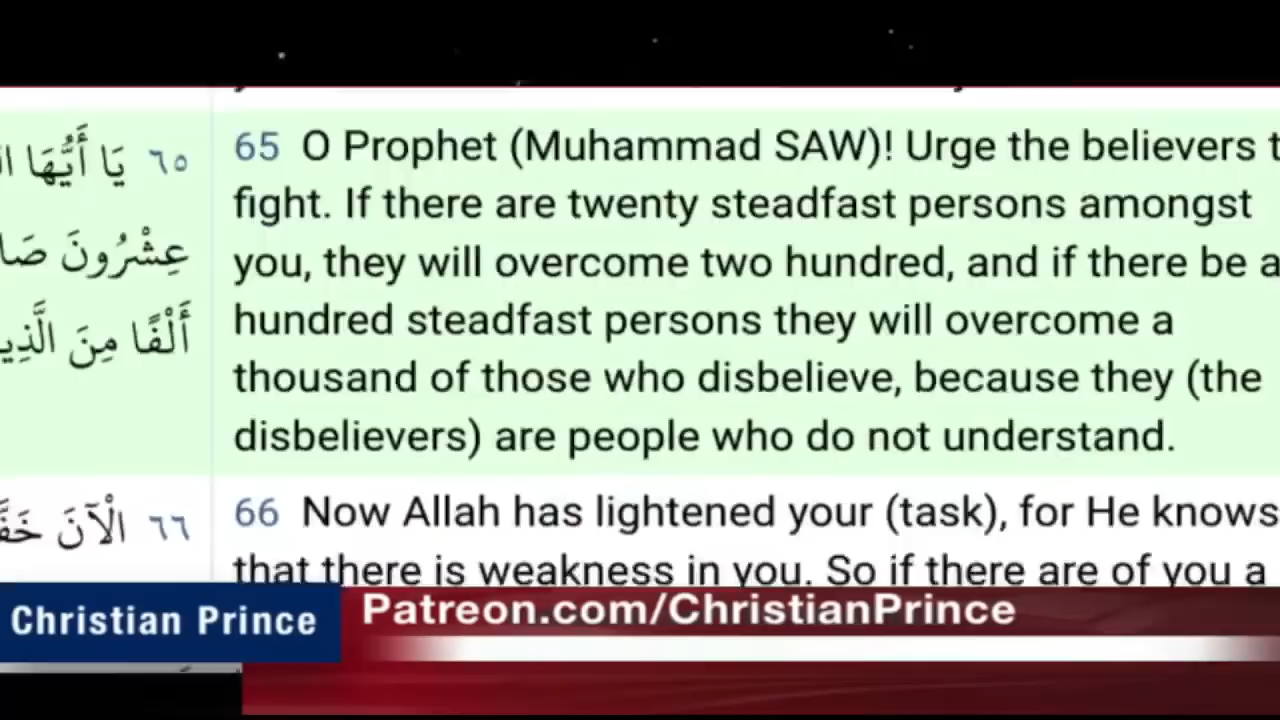 65 O Prophet (Muhammad SAW)! Urge the believers t
fight. If there are twenty steadfast persons amongst
you, they will overcome two hundred, and if there be a
hundred steadfast persons they will overcome a
thousand of those who disbelieve, because they (the
disbelievers) are people who do not understand.
٦٥ يَا أَيُّهَا ال
عِشْرُونَ صَا
أَلْفًا مِنَ الَّذِي
66 Now Allah has lightened your (task), for He knows
that there is weakness in you. So if there are of you a
٦٦ الْآنَ خَفَّ
Christian Prince
Patreon.com/ChristianPrince